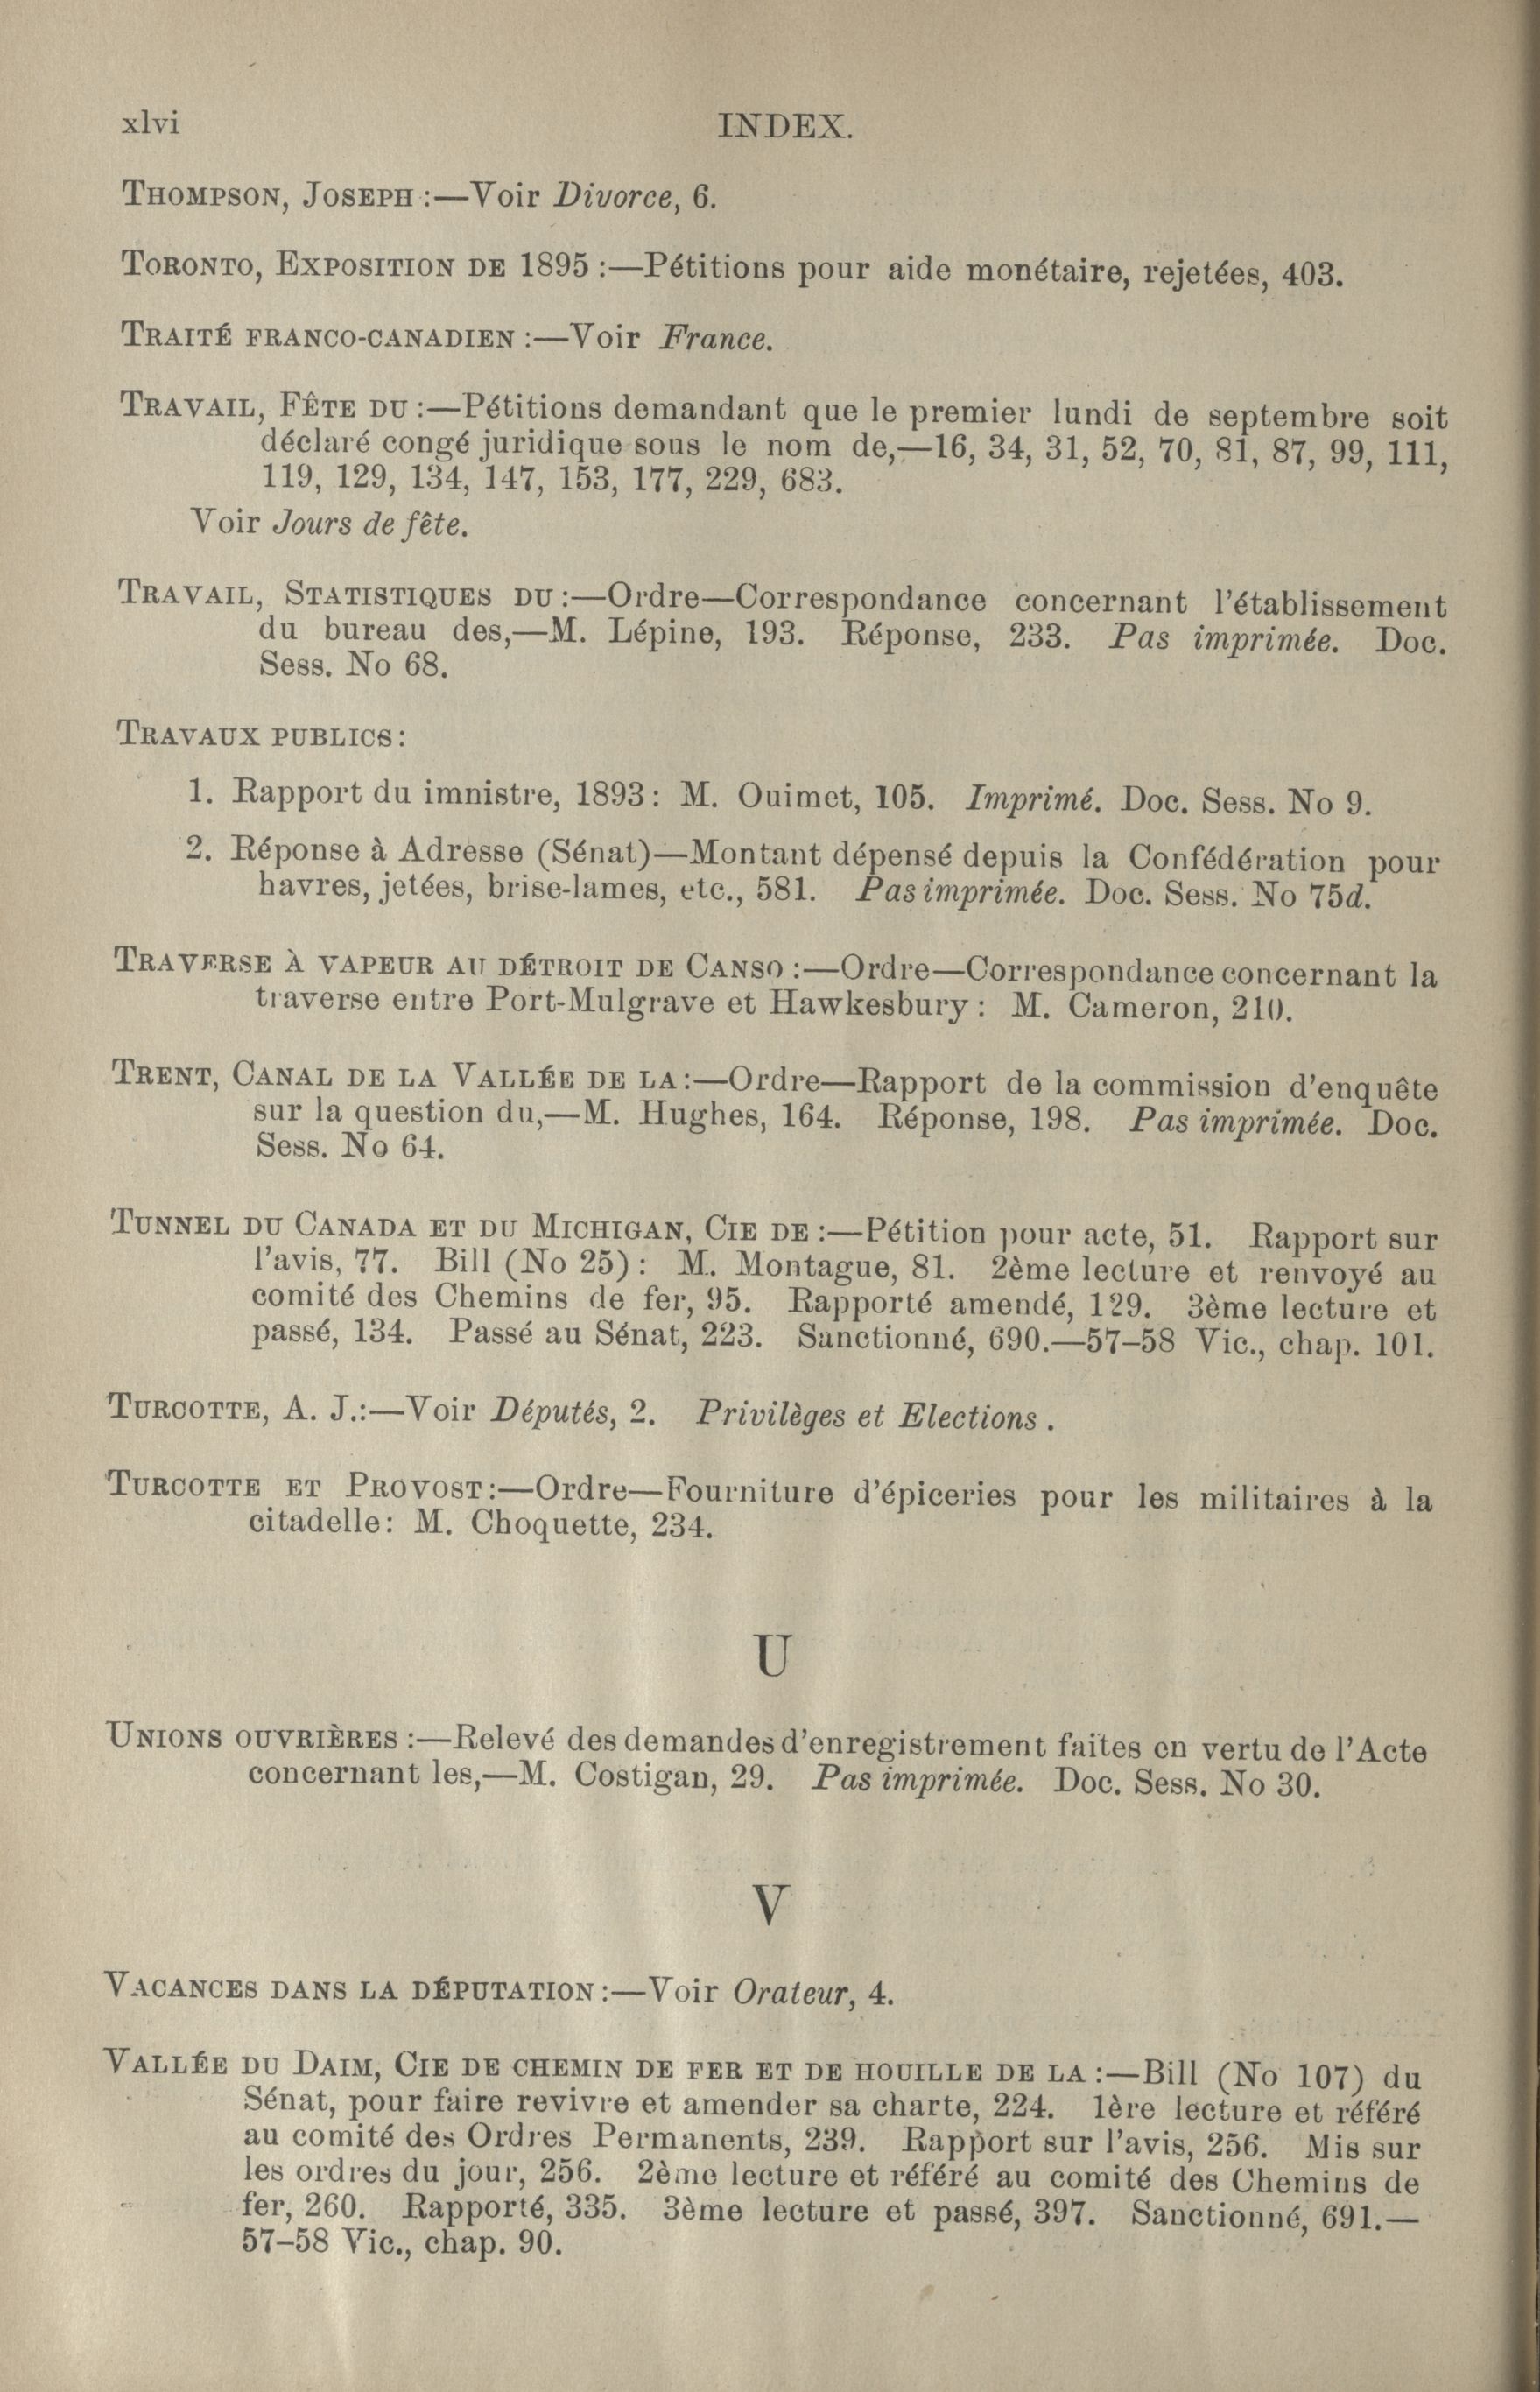 xlvi INDEX.
THOMPSON, JOSEPH :—Voir Divorce, 6.
TORONTO, EXPOSITION DE 1895 :—Pétitions pour aide monétaire, rejetées, 403.
TRAITÉ FRANCO-CANADIEN :—Voir France.
TRAVAIL, FÊTE DU :—Pétitions demandant que le premier lundi de septembre soit
déclaré congé juridique sous le nom de,—16, 34, 31, 52, 70, 81, 87, 99, 111,
119, 129, 134, 147, 153, 177, 229, 683.
Voir Jours de fête.
TRAVAIL, STATISTIQUES DU :—Ordre—Correspondance concernant l'établissement
du bureau des,—M. Lépine, 193. Réponse, 233. Pas imprimée. Doc.
Sess. No 68.
TRAVAUX PUBLICS :
1. Rapport du imnistre, 1893 : M. Ouimet, 105. Imprimé. Doc. Sess. No 9.
2. Réponse à Adresse (Sénat)—Montant dépensé depuis la Confédération pour
havres, jetées, brise-lames, etc., 581. Pas imprimée. Doc. Sess. No 75d.
TRAVERSE À VAPEUR AU DÉTROIT DE CANSO :—Ordre—Correspondance concernant la
traverse entre Port-Mulgrave et Hawkesbury : M. Cameron, 210.
TRENT, CANAL DE LA VALLÉE DE LA :—Ordre—Rapport de la commission d'enquête
sur la question du,—M. Hughes, 164. Réponse, 198. Pas imprimée. Doc.
Sess. No 64.
TUNNEL DU CANADA ET DU MICHIGAN, CIE DE :—Pétition pour acte, 51. Rapport sur
l'avis, 77. Bill (No 25) : M. Montague, 81. 2ème lecture et renvoyé au
comité des Chemins de fer, 95. Rapporté amendé, 129. 3ème lecture et
passé, 134. Passé au Sénat, 223. Sanctionné, 690.—57–58 Vic., chap. 101.
TURCOTTE, A. J.:—Voir Députés, 2. Privilèges et Elections .
TURCOTTE ET PROVOST :—Ordre—Fourniture d'épiceries pour les militaires à la
citadelle : M. Choquette, 234.
U
UNIONS OUVRIÈRES :—Relevé des demandes d'enregistrement faites en vertu de l'Acte
concernant les,—M. Costigan, 29. Pas imprimée. Doc. Sess. No 30.
V
VACANCES DANS LA DÉPUTATION :—Voir Orateur, 4.
VALLÉE DU DAIM, CIE DE CHEMIN DE FER ET DE HOUILLE DE LA :—Bill (No 107) du
Sénat, pour faire revivre et amender sa charte, 224. 1ère lecture et référé
au comité des Ordres Permanents, 239. Rapport sur l'avis, 256. Mis sur
les ordres du jour, 256. 2ème lecture et référé au comité des Chemins de
fer, 260. Rapporté, 335. 3ème lecture et passé, 397. Sanctionné, 691.—
57–58 Vic., chap. 90.